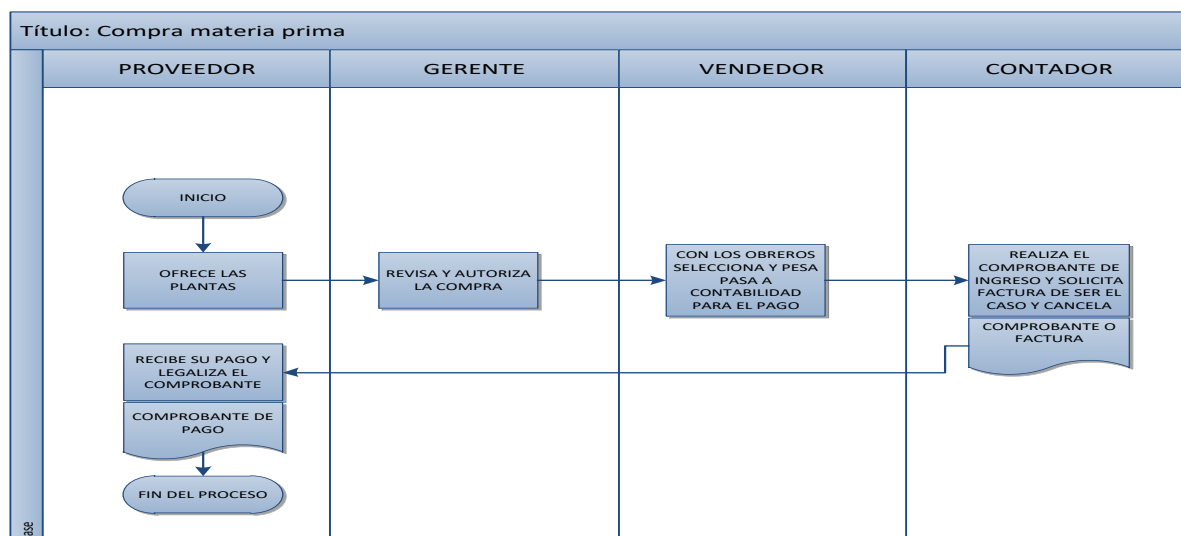 Título: Compra materia prima
PROVEEDOR
GERENTE
VENDEDOR
CONTADOR
INICIO
OFRECE LAS
PLANTAS
REVISA Y AUTORIZA
LA COMPRA
CON LOS OBREROS
SELECCIONA Y PESA
PASA A
CONTABILIDAD
PARA EL PAGO
REALIZA EL
COMPROBANTE DE
INGRESO Y SOLICITA
FACTURA DE SER EL
CASO Y CANCELA
COMPROBANTE O
FACTURA
RECIBE SU PAGO Y
LEGALIZA EL
COMPROBANTE
COMPROBANTE DE
PAGO
FIN DEL PROCESO